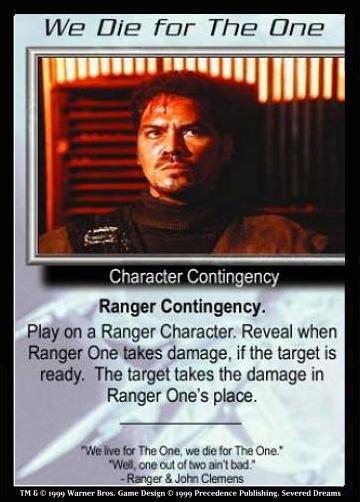 We Die for The One
Character Contingency
Ranger Contingency.
Play on a Ranger Character. Reveal when
Ranger One takes damage, if the target is
ready.  The target takes the damage in
Ranger One's place.
"We live for The One, we die for The One."
"Well, one out of two ain't bad."
- Ranger & John Clemens
TM & © 1999 Warner Bros. Game Design © 1999 Precedence Publishing. Severed Dreams